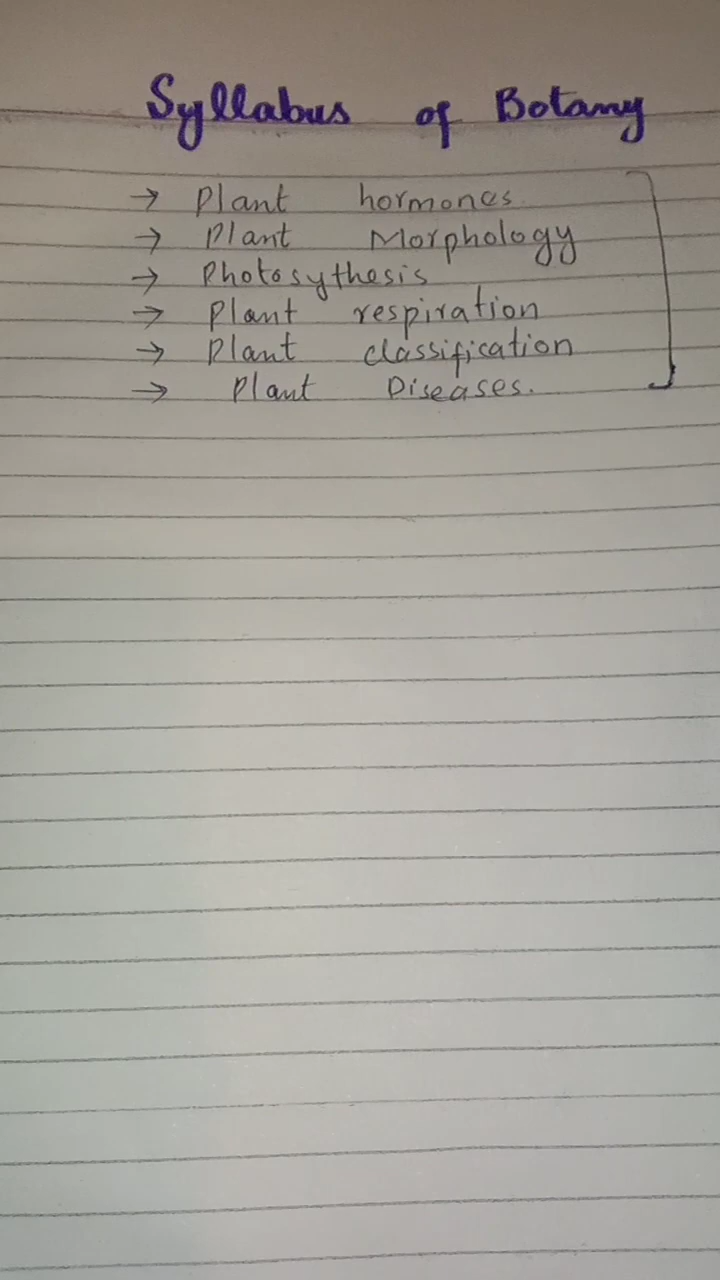 Syllabus of Botany
→ Plant hormones
→ Plant Morphology
→ Photosythesis
→ Plant respiration
→ Plant classification
→ Plant Diseases.